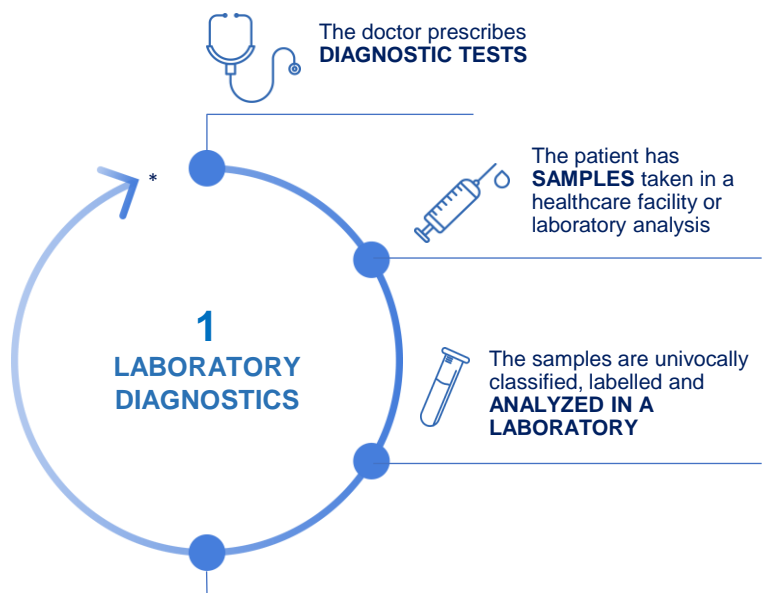 The doctor prescribes
DIAGNOSTIC TESTS
*
The patient has
SAMPLES taken in a
healthcare facility or
laboratory analysis
1
LABORATORY
DIAGNOSTICS
The samples are univocally
classified, labelled and
ANALYZED IN A
LABORATORY